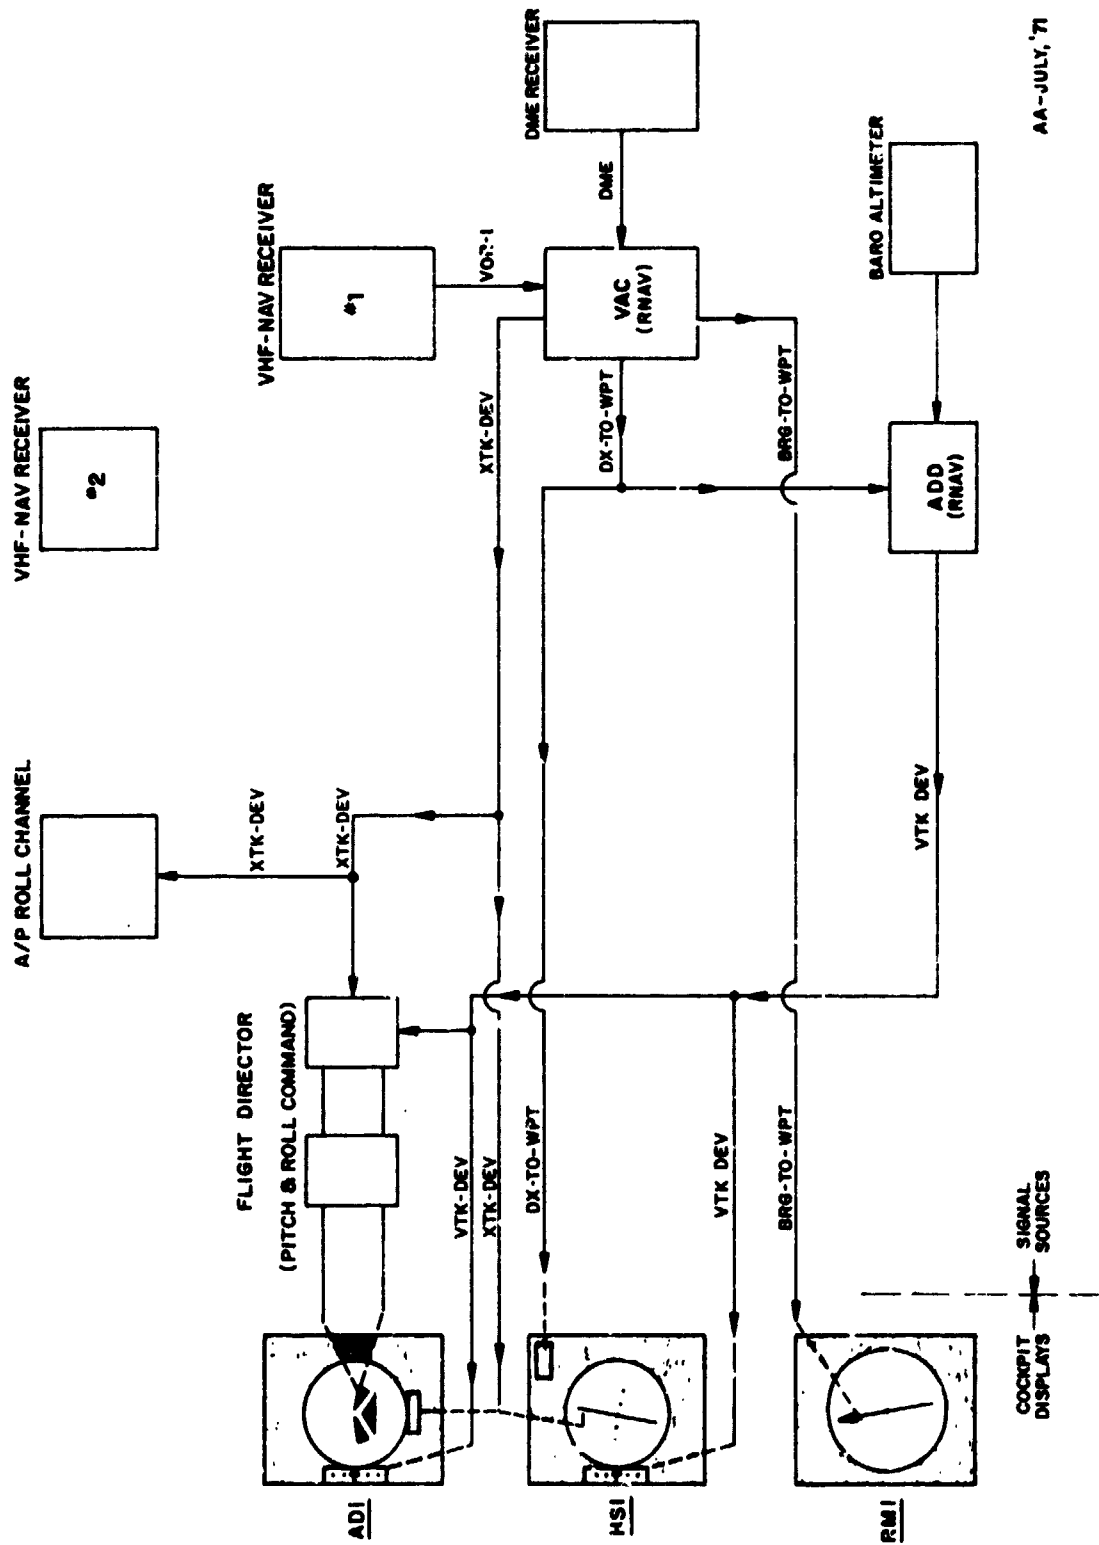 VHF-NAV RECEIVER
#2
A/P ROLL CHANNEL
VHF-NAV RECEIVER
#1
VOR-1
DME RECEIVER
DME
VAC
(RNAV)
XTK-DEV
XTK-DEV
XTK-DEV
DX-TO-WPT
BRG-TO-WPT
BARO ALTIMETER
ADD
(RNAV)
VTK DEV
FLIGHT DIRECTOR
(PITCH & ROLL COMMAND)
VTK-DEV
XTK-DEV
DX-TO-WPT
VTK DEV
BRG-TO-WPT
ADI
HSI
RMI
COCKPIT
DISPLAYS
SIGNAL
SOURCES
AA-JULY, '71